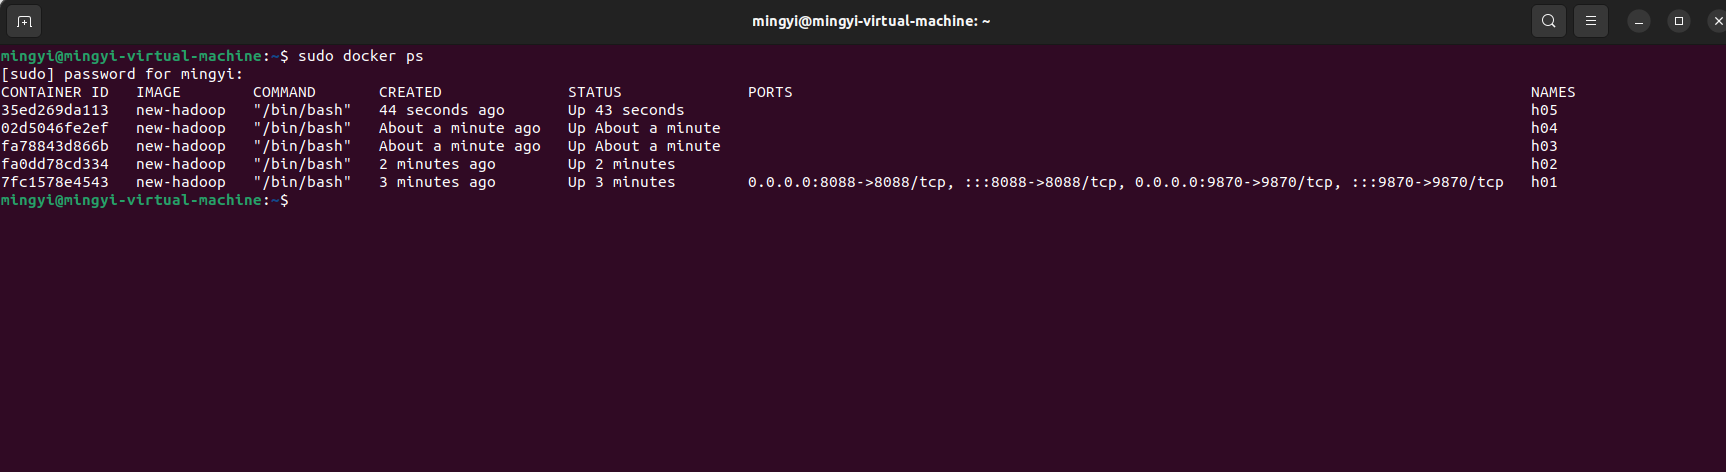 mingyi@mingyi-virtual-machine: ~
mingyi@mingyi-virtual-machine:~$ sudo docker ps
[sudo] password for mingyi:
CONTAINER ID   IMAGE        COMMAND       CREATED              STATUS              PORTS                                                                                  NAMES
35ed269da113   new-hadoop   "/bin/bash"   44 seconds ago       Up 43 seconds                                                                                              h05
02d5046fe2ef   new-hadoop   "/bin/bash"   About a minute ago   Up About a minute                                                                                          h04
fa78843d866b   new-hadoop   "/bin/bash"   About a minute ago   Up About a minute                                                                                          h03
fa0dd78cd334   new-hadoop   "/bin/bash"   2 minutes ago        Up 2 minutes                                                                                               h02
7fc1578e4543   new-hadoop   "/bin/bash"   3 minutes ago        Up 3 minutes        0.0.0.0:8088->8088/tcp, :::8088->8088/tcp, 0.0.0.0:9870->9870/tcp, :::9870->9870/tcp   h01
mingyi@mingyi-virtual-machine:~$